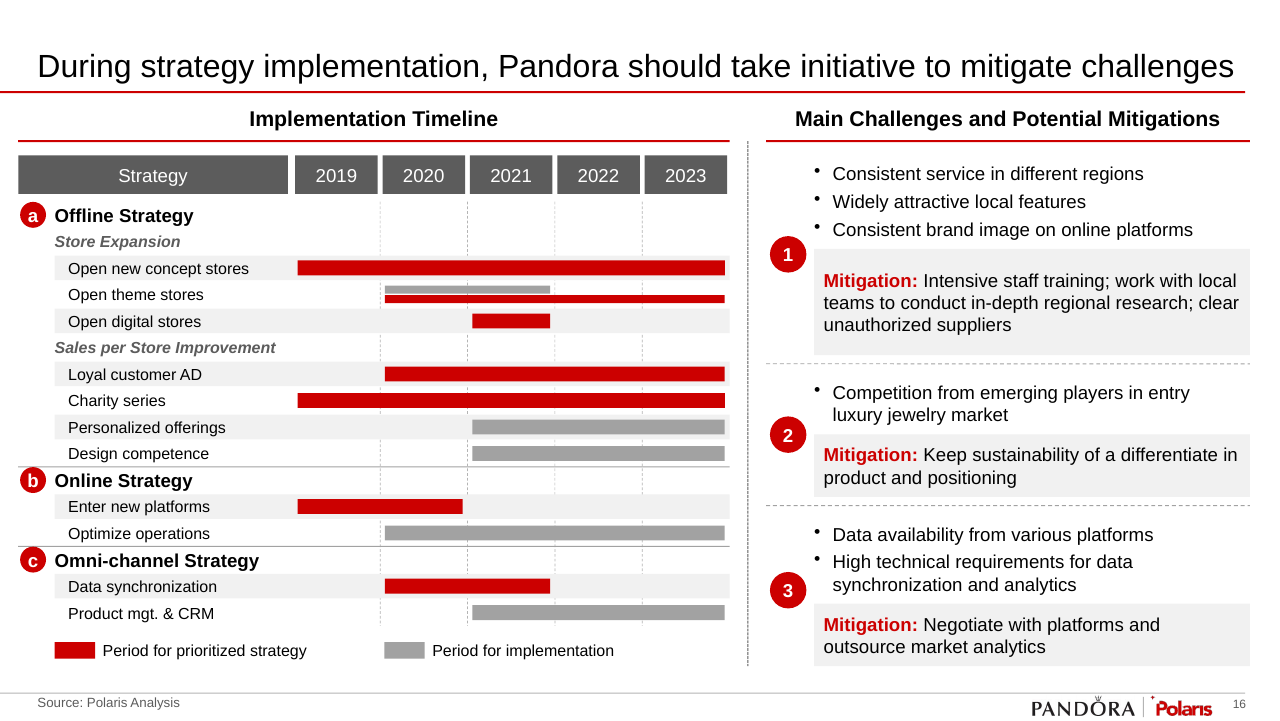 During strategy implementation, Pandora should take initiative to mitigate challenges
Implementation Timeline
Strategy 2019 2020 2021 2022 2023
a Offline Strategy
Store Expansion
Open new concept stores
Open theme stores
Open digital stores
Sales per Store Improvement
Loyal customer AD
Charity series
Personalized offerings
Design competence
b Online Strategy
Enter new platforms
Optimize operations
c Omni-channel Strategy
Data synchronization
Product mgt. & CRM
Period for prioritized strategy Period for implementation
Main Challenges and Potential Mitigations
1
• Consistent service in different regions
• Widely attractive local features
• Consistent brand image on online platforms
Mitigation: Intensive staff training; work with local
teams to conduct in-depth regional research; clear
unauthorized suppliers
2
• Competition from emerging players in entry
luxury jewelry market
Mitigation: Keep sustainability of a differentiate in
product and positioning
3
• Data availability from various platforms
• High technical requirements for data
synchronization and analytics
Mitigation: Negotiate with platforms and
outsource market analytics
Source: Polaris Analysis
PANDÖRA Polaris 16